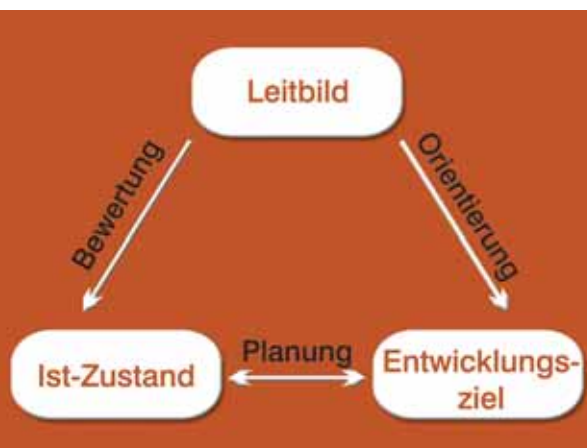 Leitbild
Bewertung
Orientierung
Ist-Zustand
Planung
Entwicklungs-
ziel